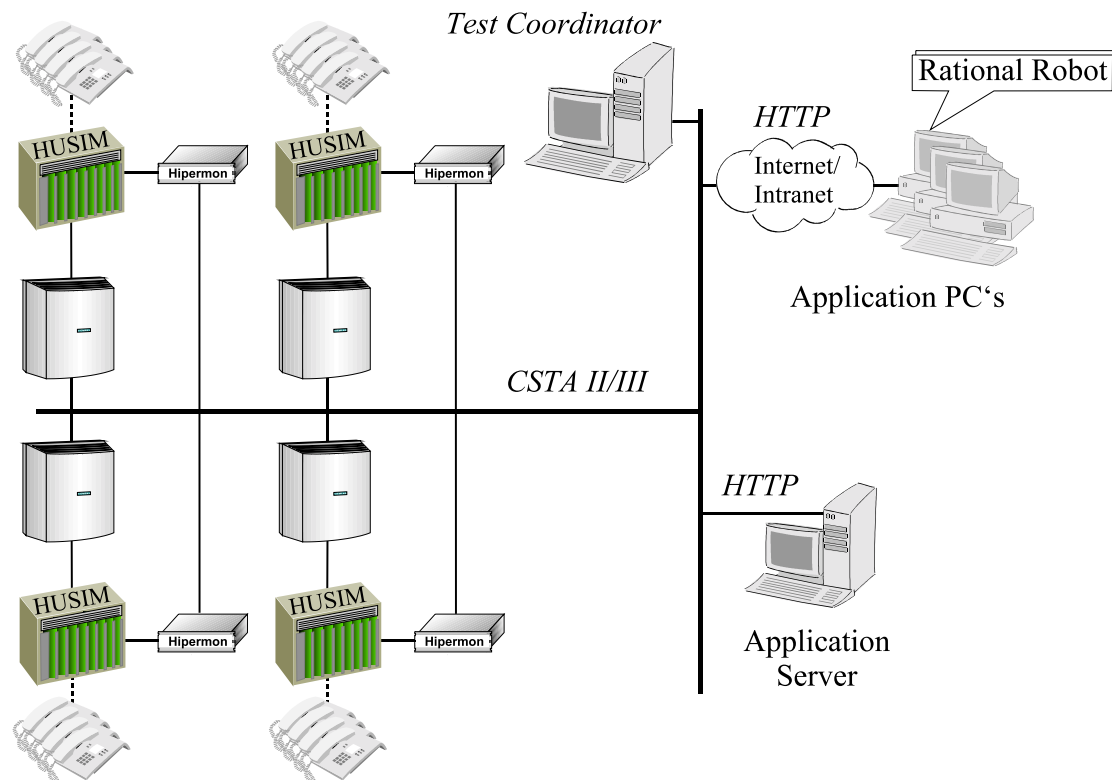 Test Coordinator
Rational Robot
HTTP
HUSIM
Hipermon
HUSIM
Hipermon
Internet/
Intranet
Application PC‘s
CSTA II/III
HTTP
HUSIM
Hipermon
HUSIM
Hipermon
Application
Server